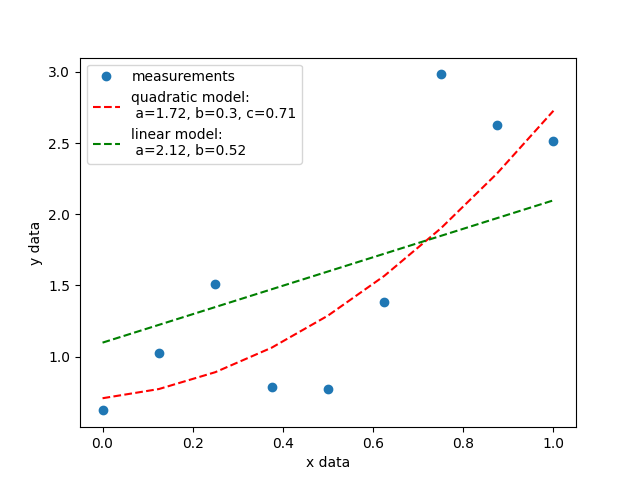 measurements
quadratic model:
a=1.72, b=0.3, c=0.71
linear model:
a=2.12, b=0.52
3.0
2.5
2.0
1.5
1.0
y data
0.0 0.2 0.4 0.6 0.8 1.0
x data